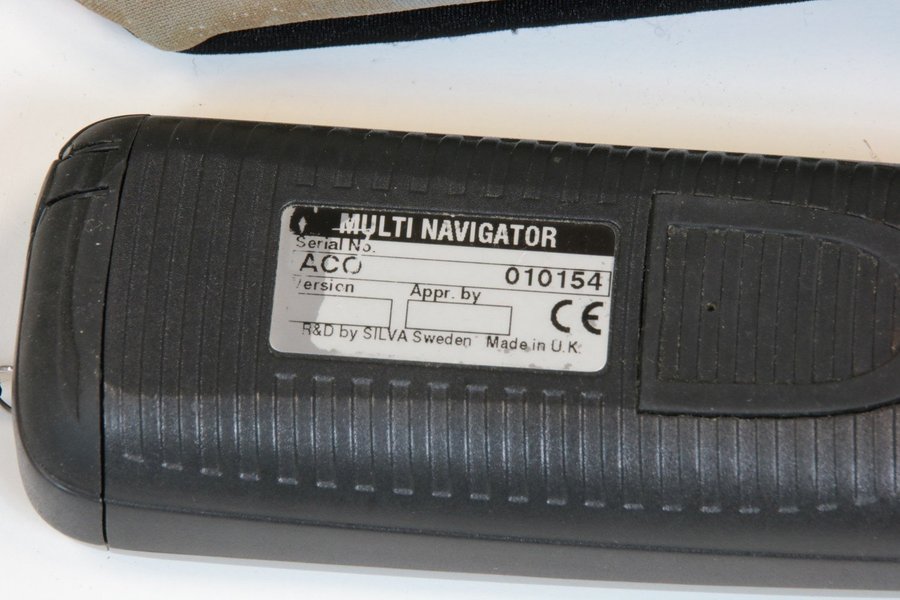 MULTI NAVIGATOR
Serial No.
ACO 010154
Version Appr. by
CE
R&D by SILVA Sweden Made in U.K.